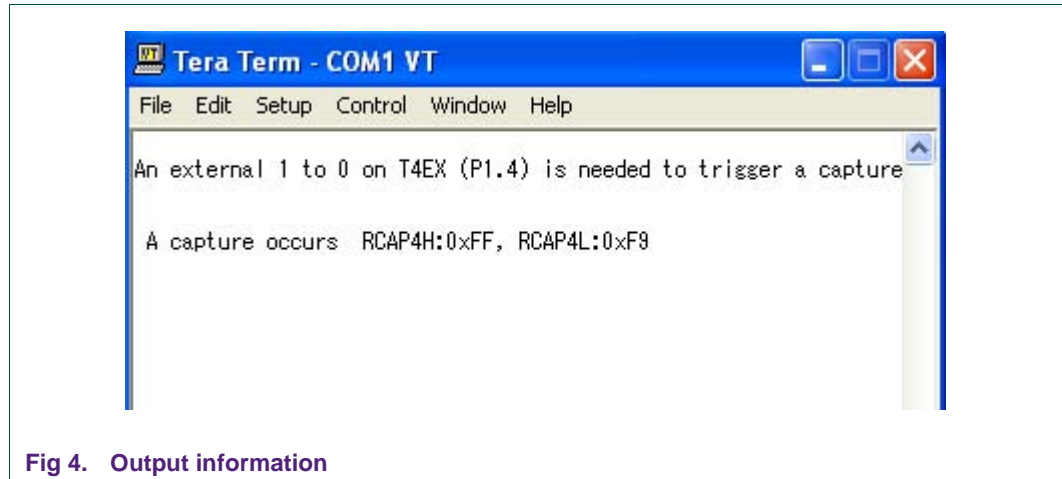 Tera Term - COM1 VT
File Edit Setup Control Window Help
An external 1 to 0 on T4EX (P1.4) is needed to trigger a capture
A capture occurs RCAP4H:0xFF, RCAP4L:0xF9
Fig 4. Output information